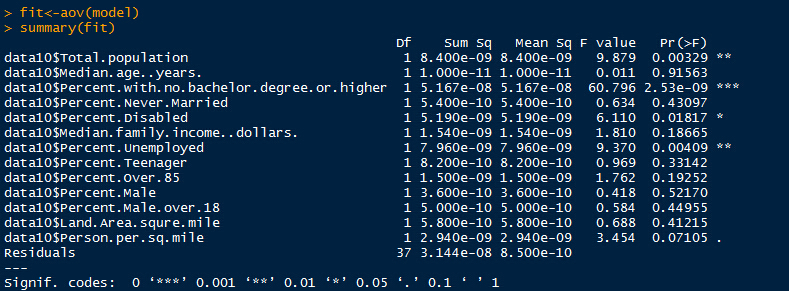 > fit<-aov(model)
> summary(fit)
Df Sum Sq Mean Sq F value Pr(>F)
data10$Total.population 1 8.400e-09 8.400e-09 9.879 0.00329 **
data10$Median.age..years. 1 1.000e-11 1.000e-11 0.011 0.91563
data10$Percent.with.no.bachelor.degree.or.higher 1 5.167e-08 5.167e-08 60.796 2.53e-09 ***
data10$Percent.Never.Married 1 5.400e-10 5.400e-10 0.634 0.43097
data10$Percent.Disabled 1 5.190e-09 5.190e-09 6.110 0.01817 *
data10$Median.family.income..dollars. 1 1.540e-09 1.540e-09 1.810 0.18665
data10$Percent.Unemployed 1 7.960e-09 7.960e-09 9.370 0.00409 **
data10$Percent.Teenager 1 8.200e-10 8.200e-10 0.969 0.33142
data10$Percent.Over.85 1 1.500e-09 1.500e-09 1.762 0.19252
data10$Percent.Male 1 3.600e-10 3.600e-10 0.418 0.52170
data10$Percent.Male.over.18 1 5.000e-10 5.000e-10 0.584 0.44955
data10$Land.Area.squre.mile 1 5.800e-10 5.800e-10 0.688 0.41215
data10$Person.per.sq.mile 1 2.940e-09 2.940e-09 3.454 0.07105 .
Residuals 37 3.144e-08 8.500e-10
---
Signif. codes: 0 ‘***’ 0.001 ‘**’ 0.01 ‘*’ 0.05 ‘.’ 0.1 ‘ ’ 1